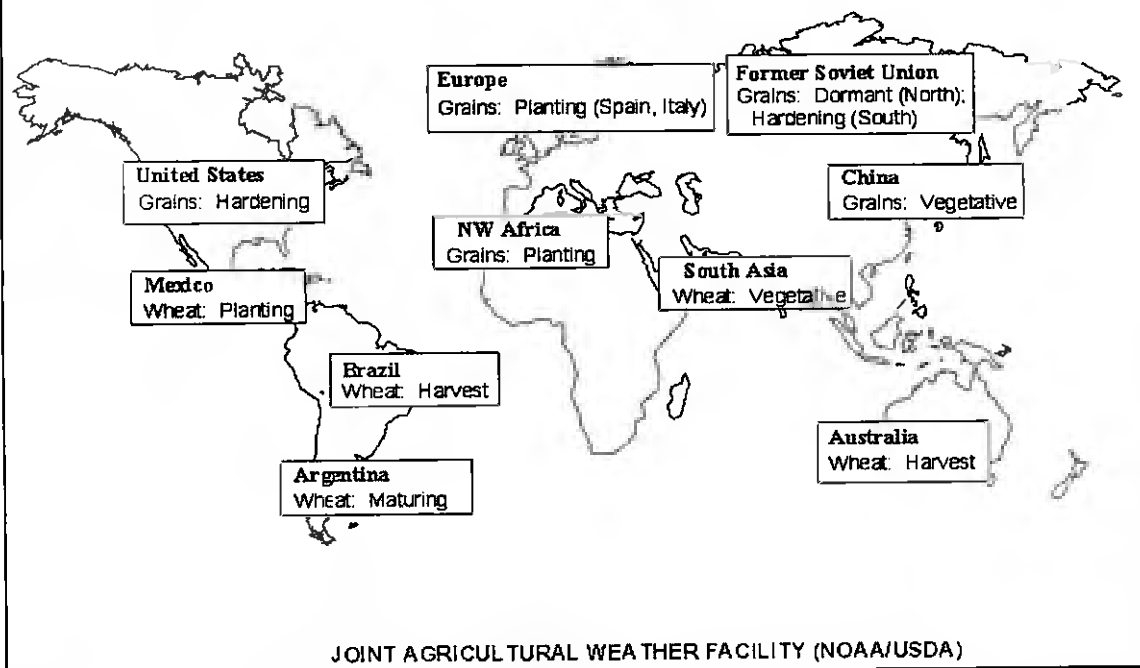 Europe
Grains: Planting (Spain, Italy)
Former Soviet Union
Grains: Dormant (North);
Hardening (South)
United States
Grains: Hardening
China
Grains: Vegetative
NW Africa
Grains: Planting
South Asia
Wheat: Vegetative
Mexico
Wheat: Planting
Brazil
Wheat: Harvest
Australia
Wheat: Harvest
Argentina
Wheat: Maturing
JOINT AGRICULTURAL WEATHER FACILITY (NOAA/USDA)